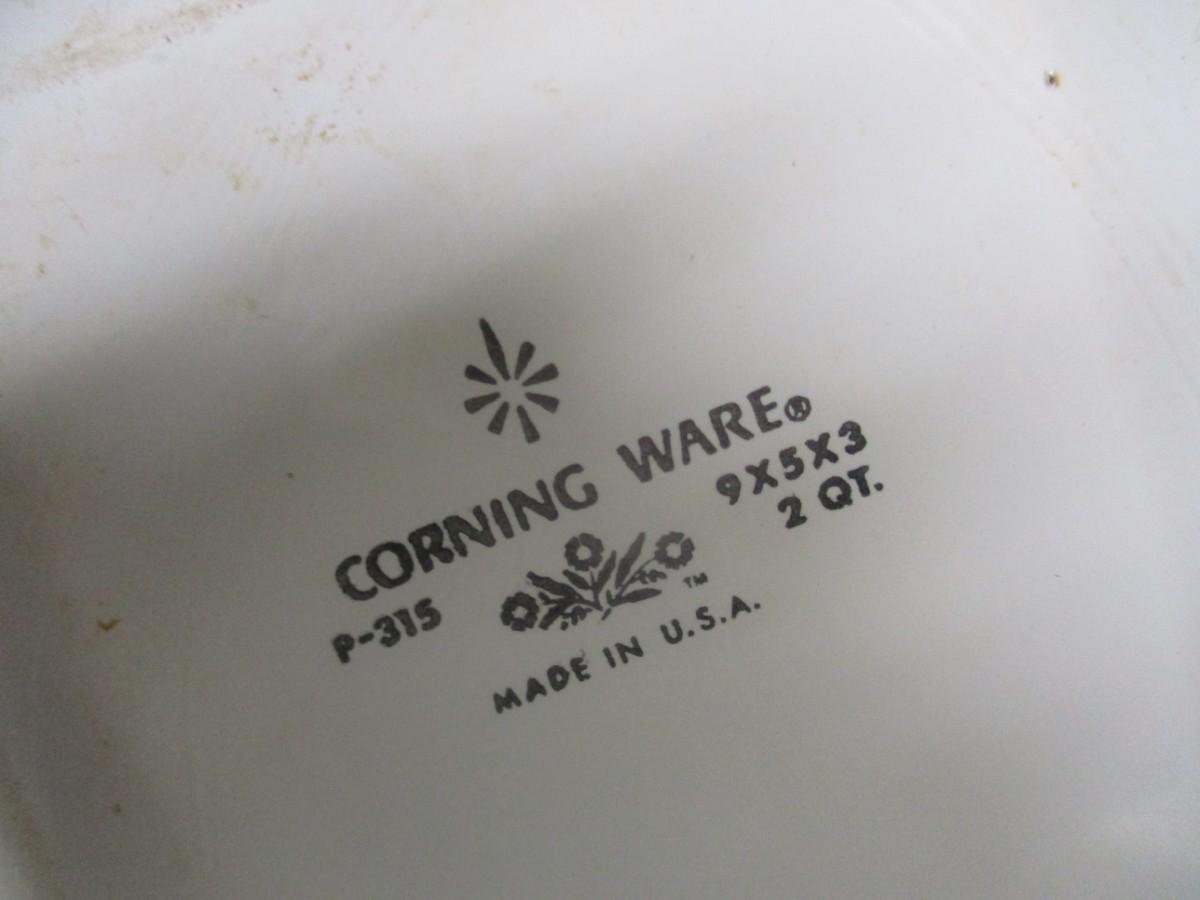 CORNING WARE®
9X5X3
2 QT.
P-315
™
MADE IN U.S.A.